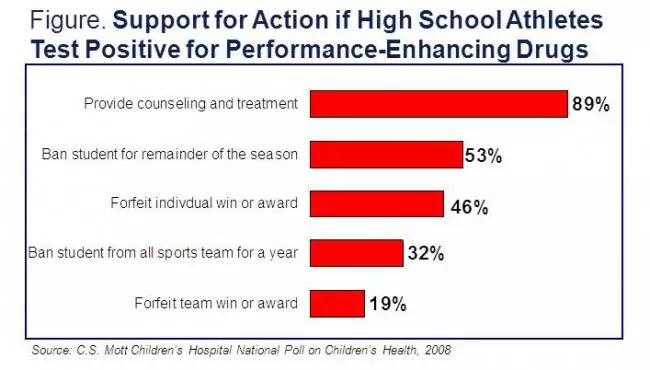 Figure. Support for Action if High School Athletes
Test Positive for Performance-Enhancing Drugs
Provide counseling and treatment 89%
Ban student for remainder of the season 53%
Forfeit indivdual win or award 46%
Ban student from all sports team for a year 32%
Forfeit team win or award 19%
Source: C.S. Mott Children's Hospital National Poll on Children's Health, 2008